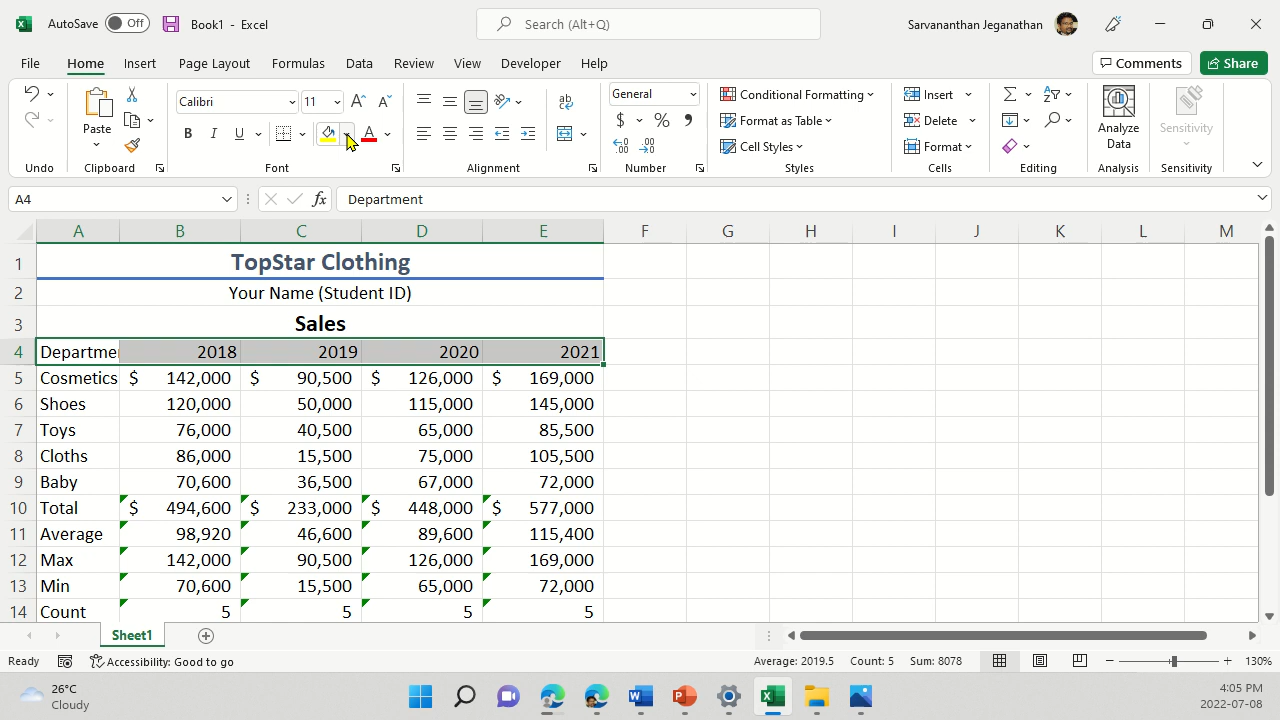 AutoSave Off Book1 - Excel Search (Alt+Q) Sarvananthan Jeganathan
File Home Insert Page Layout Formulas Data Review View Developer Help Comments Share
Calibri 11 General Conditional Formatting Insert
Paste Format as Table Delete Analyze Data Sensitivity
B I U A $ % Cell Styles Format
Undo Clipboard Font Alignment Number Styles Cells Editing Analysis Sensitivity
A4 fx Department
A B C D E F G H I J K L M
1 TopStar Clothing
2 Your Name (Student ID)
3 Sales
4 Departme 2018 2019 2020 2021
5 Cosmetics $ 142,000 $ 90,500 $ 126,000 $ 169,000
6 Shoes 120,000 50,000 115,000 145,000
7 Toys 76,000 40,500 65,000 85,500
8 Cloths 86,000 15,500 75,000 105,500
9 Baby 70,600 36,500 67,000 72,000
10 Total $ 494,600 $ 233,000 $ 448,000 $ 577,000
11 Average 98,920 46,600 89,600 115,400
12 Max 142,000 90,500 126,000 169,000
13 Min 70,600 15,500 65,000 72,000
14 Count 5 5 5 5
Sheet1
Ready Accessibility: Good to go Average: 2019.5 Count: 5 Sum: 8078 130%
26°C 4:05 PM
Cloudy 2022-07-08